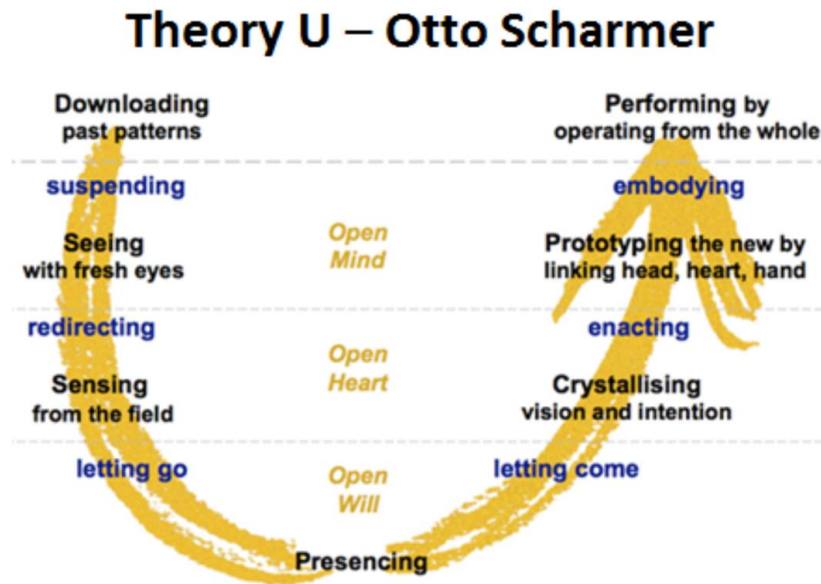 Theory U – Otto Scharmer
Downloading
past patterns
Performing by
operating from the whole
suspending
embodying
Seeing
with fresh eyes
Open
Mind
Prototyping the new by
linking head, heart, hand
redirecting
enacting
Sensing
from the field
Open
Heart
Crystallising
vision and intention
letting go
Open
Will
letting come
Presencing